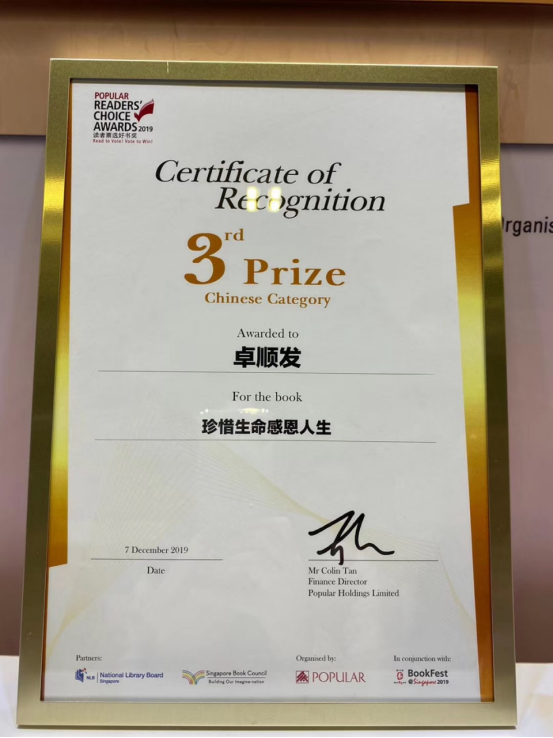 POPULAR
READERS'
CHOICE
AWARDS 2019
读者票选好书奖
Read to Vote! Vote to Win!
Certificate of
Recognition
3rd Prize
Chinese Category
Awarded to
卓顺发
For the book
珍惜生命感恩人生
7 December 2019
Date
Mr Colin Tan
Finance Director
Popular Holdings Limited
Partners:
NLB National Library Board
Singapore
Singapore Book Council
Building Our Imagine-nation
Organised by:
POPULAR
In conjunction with:
BookFest
@Singapore 2019